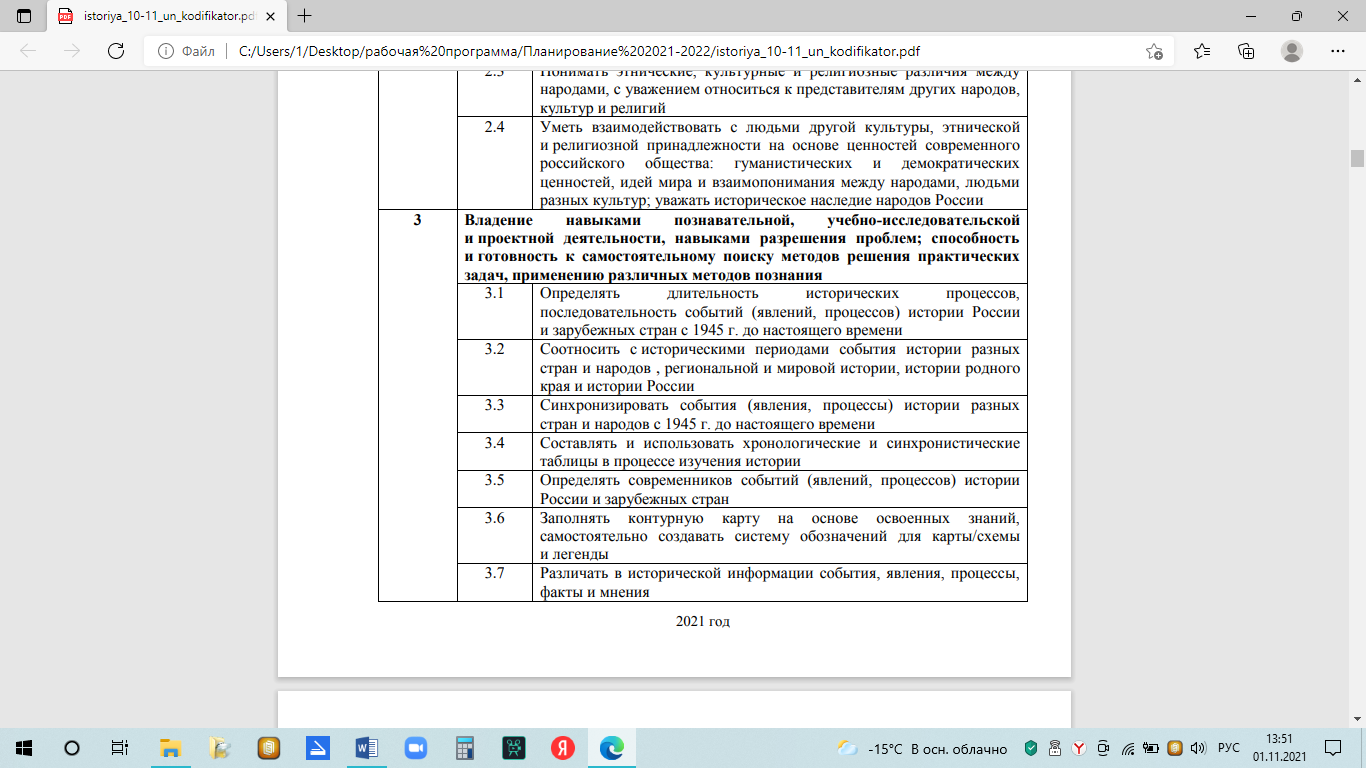 istoriya_10-11_un_kodifikator.pdf
Файл
C:/Users/1/Desktop/рабочая%20программа/Планирование%202021-2022/istoriya_10-11_un_kodifikator.pdf
2.3 Понимать этнические, культурные и религиозные различия между
народами, с уважением относиться к представителям других народов,
культур и религий
2.4 Уметь взаимодействовать с людьми другой культуры, этнической
и религиозной принадлежности на основе ценностей современного
российского общества: гуманистических и демократических
ценностей, идей мира и взаимопонимания между народами, людьми
разных культур; уважать историческое наследие народов России
3 Владение навыками познавательной, учебно-исследовательской
и проектной деятельности, навыками разрешения проблем; способность
и готовность к самостоятельному поиску методов решения практических
задач, применению различных методов познания
3.1 Определять длительность исторических процессов,
последовательность событий (явлений, процессов) истории России
и зарубежных стран с 1945 г. до настоящего времени
3.2 Соотносить с историческими периодами события истории разных
стран и народов , региональной и мировой истории, истории родного
края и истории России
3.3 Синхронизировать события (явления, процессы) истории разных
стран и народов с 1945 г. до настоящего времени
3.4 Составлять и использовать хронологические и синхронистические
таблицы в процессе изучения истории
3.5 Определять современников событий (явлений, процессов) истории
России и зарубежных стран
3.6 Заполнять контурную карту на основе освоенных знаний,
самостоятельно создавать систему обозначений для карты/схемы
и легенды
3.7 Различать в исторической информации события, явления, процессы,
факты и мнения
2021 год
-15°C В осн. облачно
РУС
13:51
01.11.2021